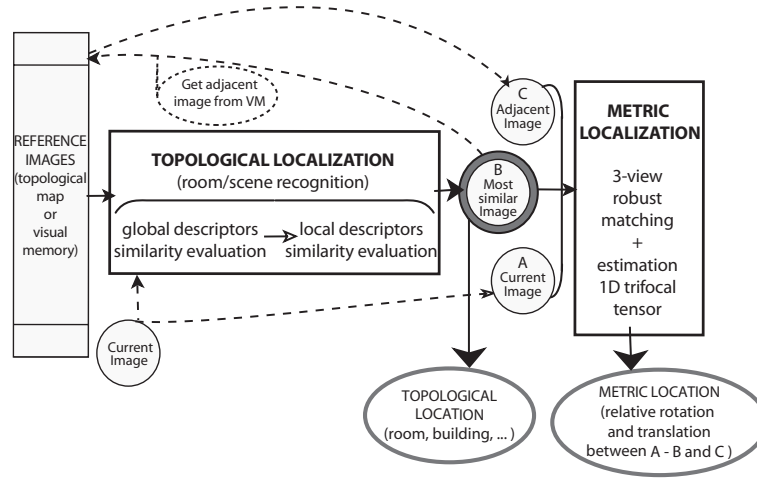 REFERENCE
IMAGES
(topological
map
or
visual
memory)
Get adjacent
image from VM
TOPOLOGICAL LOCALIZATION
(room/scene recognition)
global descriptors
similarity evaluation
local descriptors
similarity evaluation
Current
Image
C
Adjacent
Image
B
Most
similar
Image
A
Current
Image
METRIC
LOCALIZATION
3-view
robust
matching
+
estimation
1D trifocal
tensor
TOPOLOGICAL
LOCATION
(room, building, ... )
METRIC LOCATION
(relative rotation
and translation
between A - B and C )